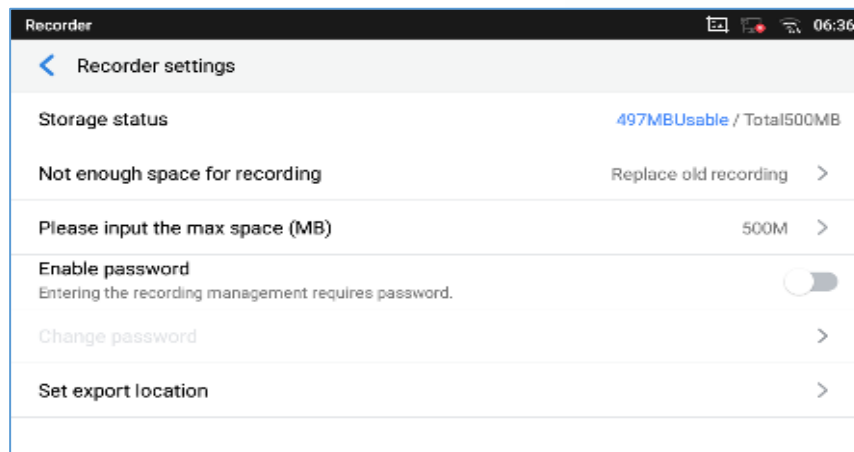 Recorder 06:36
Recorder settings
Storage status 497MBUsable / Total500MB
Not enough space for recording Replace old recording
Please input the max space (MB) 500M
Enable password
Entering the recording management requires password.
Change password
Set export location